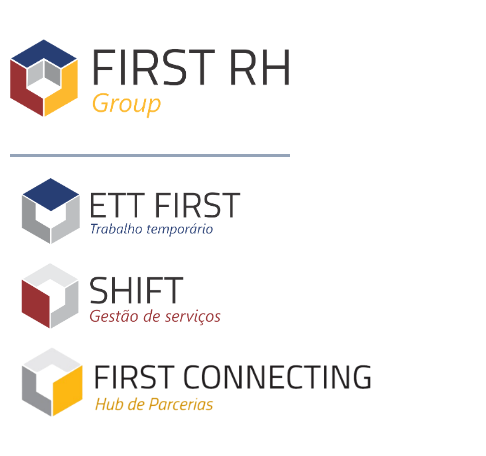 FIRST RH
Group
ETT FIRST
Trabalho temporário
SHIFT
Gestão de serviços
FIRST CONNECTING
Hub de Parcerias